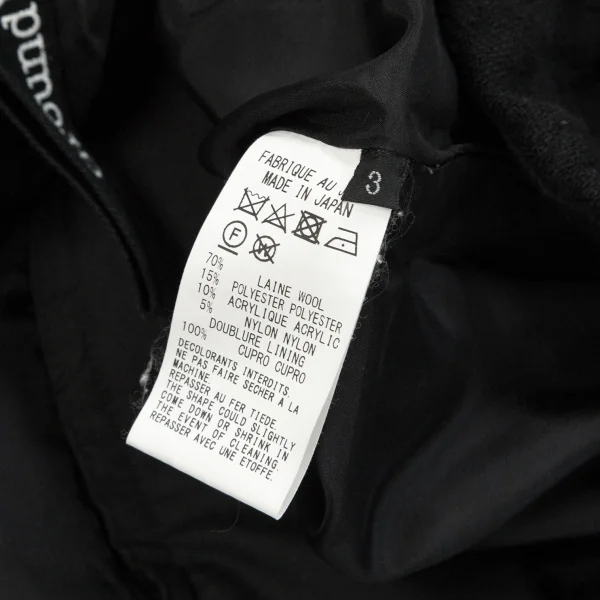 FABRIQUE AU J
MADE IN JAPAN
3
F
70% LAINE WOOL
15% POLYESTER POLYESTER
10% ACRYLIQUE ACRYLIC
5% NYLON NYLON
DOUBLURE LINING
100% CUPRO CUPRO
DECOLORANTS INTERDITS.
NE PAS FAIRE SECHER A LA
MACHINE.
REPASSER AU FER TIEDE.
THE SHAPE COULD SLIGHTLY
COME DOWN OR SHRINK IN
THE EVENT OF CLEANING.
REPASSER AVEC UNE ETOFFE.